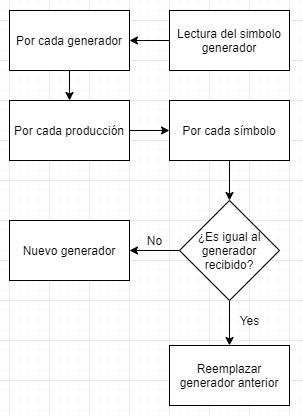 Por cada generador
Lectura del simbolo
generador
Por cada producción
Por cada símbolo
¿Es igual al
generador
recibido?
No
Nuevo generador
Yes
Reemplazar
generador anterior